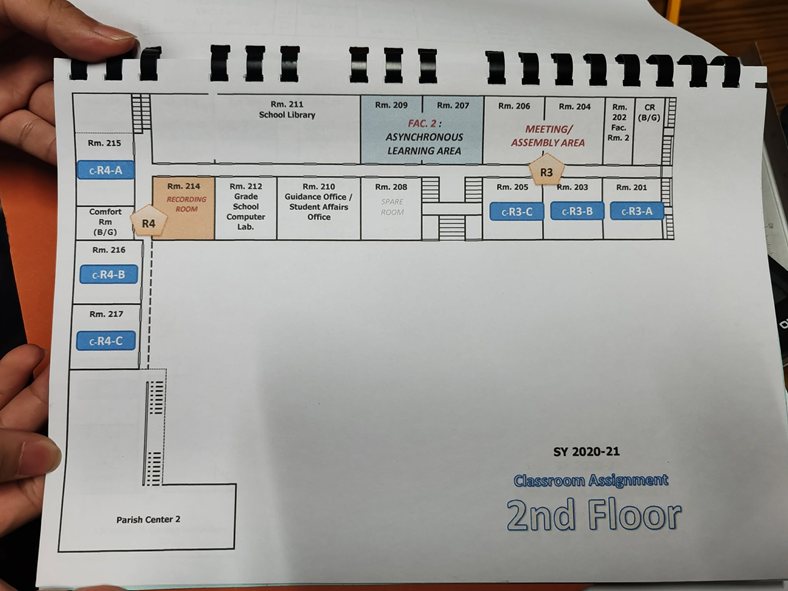 Rm. 211
School Library
Rm. 209
Rm. 207
FAC. 2 :
ASYNCHRONOUS
LEARNING AREA
Rm. 206
Rm. 204
MEETING/
ASSEMBLY AREA
Rm.
202
Fac.
Rm. 2
CR
(B/G)
Rm. 215
c-R4-A
R3
Rm. 214
RECORDING
ROOM
Rm. 212
Grade
School
Computer
Lab.
Rm. 210
Guidance Office /
Student Affairs
Office
Rm. 208
SPARE
ROOM
Rm. 205
c-R3-C
Rm. 203
c-R3-B
Rm. 201
c-R3-A
Comfort
Rm
(B/G)
R4
Rm. 216
c-R4-B
Rm. 217
c-R4-C
Parish Center 2
SY 2020-21
Classroom Assignment
2nd Floor